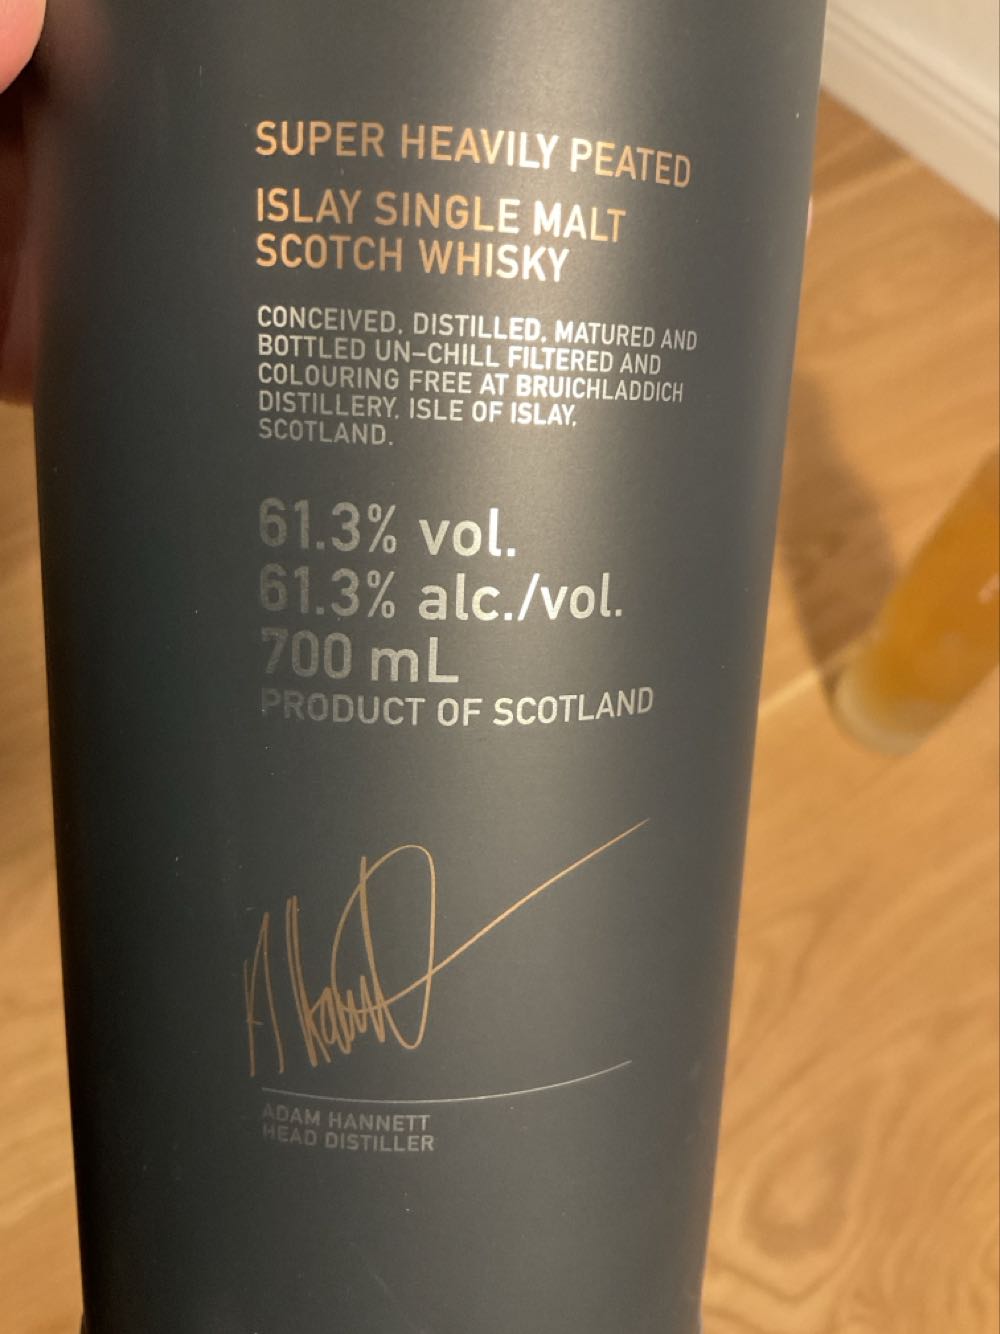 SUPER HEAVILY PEATED
ISLAY SINGLE MALT
SCOTCH WHISKY
CONCEIVED, DISTILLED, MATURED AND
BOTTLED UN-CHILL FILTERED AND
COLOURING FREE AT BRUICHLADDICH
DISTILLERY, ISLE OF ISLAY,
SCOTLAND.
61.3% vol.
61.3% alc./vol.
700 mL
PRODUCT OF SCOTLAND
ADAM HANNETT
HEAD DISTILLER